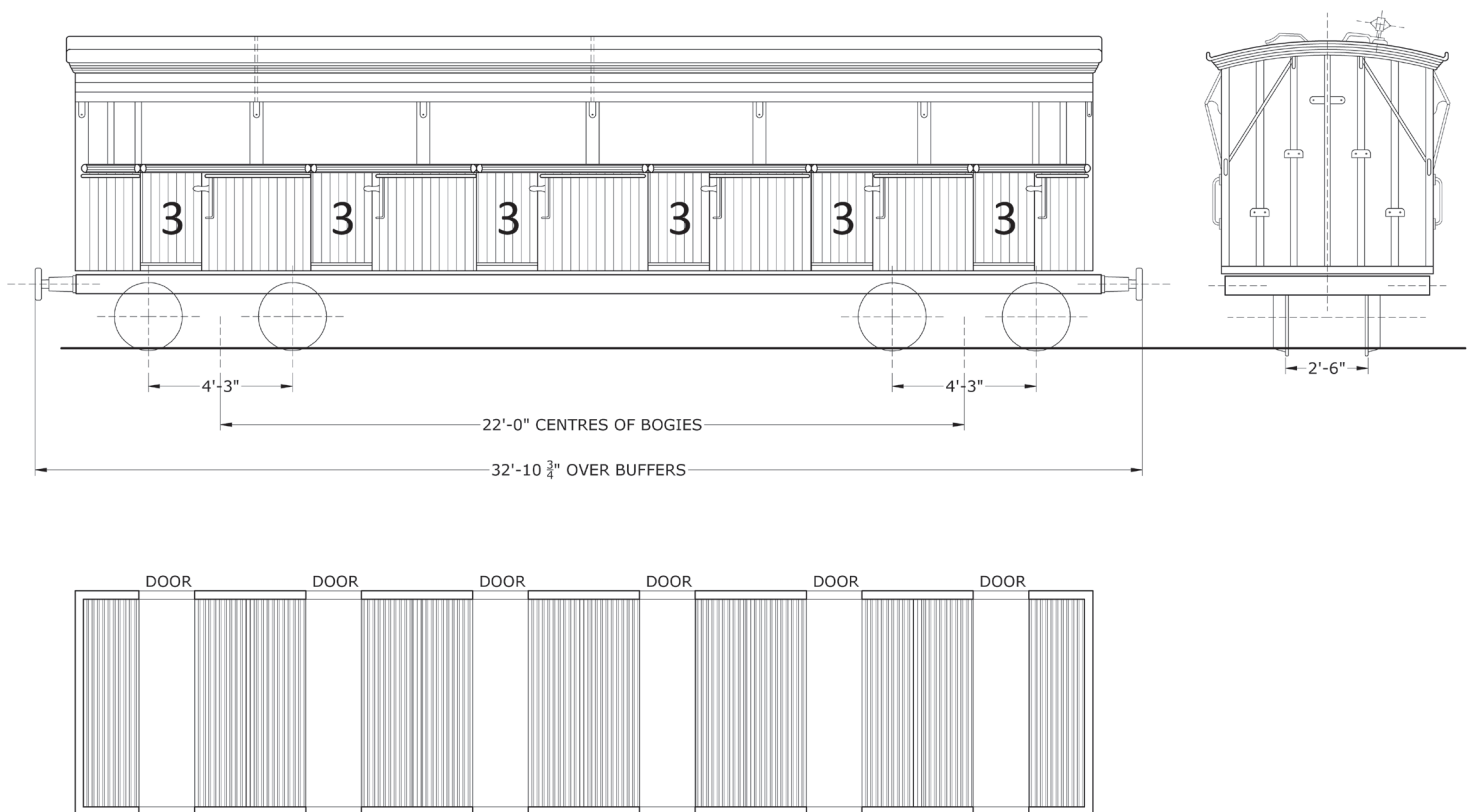 3 3 3 3 3 3
4'-3" 4'-3" 2'-6"
22'-0" CENTRES OF BOGIES
32'-10 3/4" OVER BUFFERS
DOOR DOOR DOOR DOOR DOOR DOOR